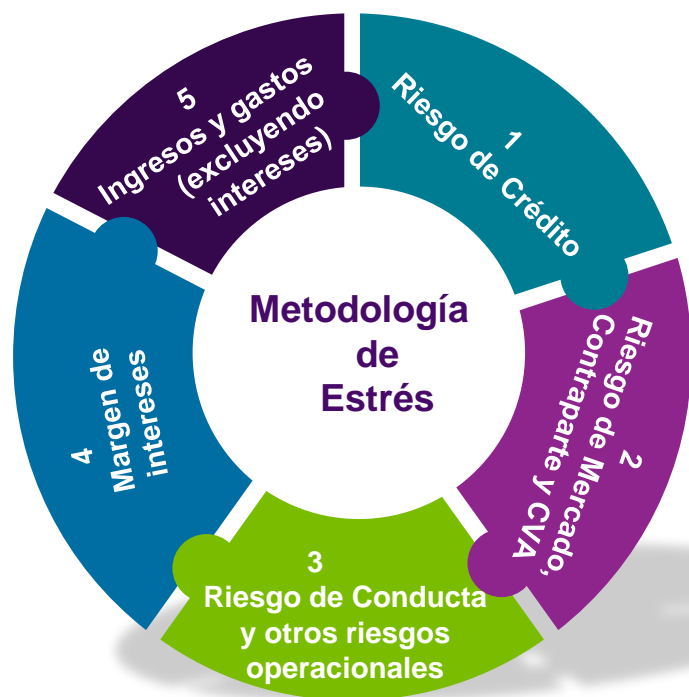 Metodología
de
Estrés
1
Riesgo de Crédito
2
Riesgo de Mercado,
Contraparte y CVA
3
Riesgo de Conducta
y otros riesgos
operacionales
4
Margen de
intereses
5
Ingresos y gastos
(excluyendo
intereses)